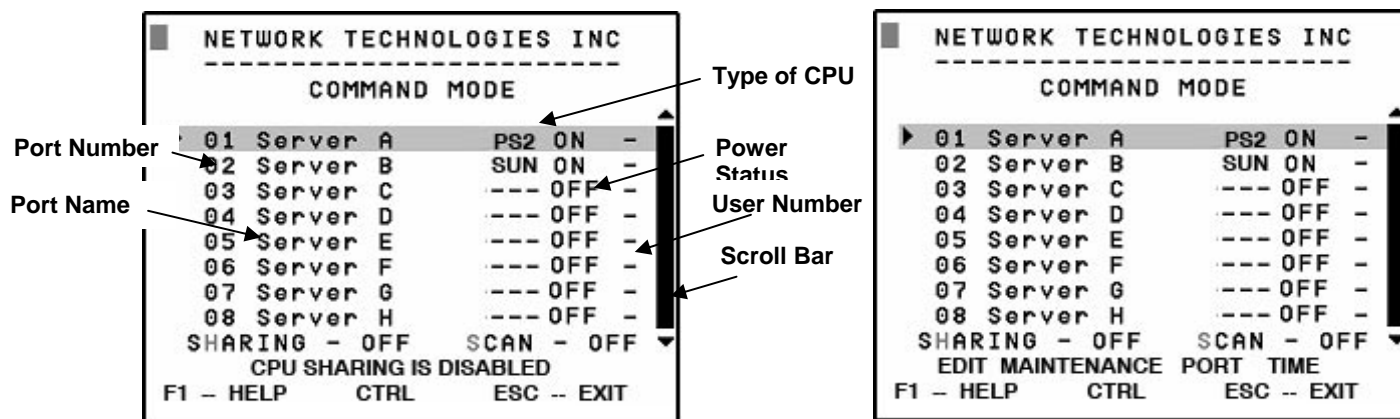 NETWORK TECHNOLOGIES INC
--------------------------
COMMAND MODE
01 Server A PS2 ON -
02 Server B SUN ON -
03 Server C --- OFF -
04 Server D --- OFF -
05 Server E --- OFF -
06 Server F --- OFF -
07 Server G --- OFF -
08 Server H --- OFF -
SHARING - OFF SCAN - OFF
CPU SHARING IS DISABLED
F1 -- HELP CTRL ESC -- EXIT
Port Number
Port Name
Type of CPU
Power
Status
User Number
Scroll Bar
NETWORK TECHNOLOGIES INC
--------------------------
COMMAND MODE
01 Server A PS2 ON -
02 Server B SUN ON -
03 Server C --- OFF -
04 Server D --- OFF -
05 Server E --- OFF -
06 Server F --- OFF -
07 Server G --- OFF -
08 Server H --- OFF -
SHARING - OFF SCAN - OFF
EDIT MAINTENANCE PORT TIME
F1 -- HELP CTRL ESC -- EXIT